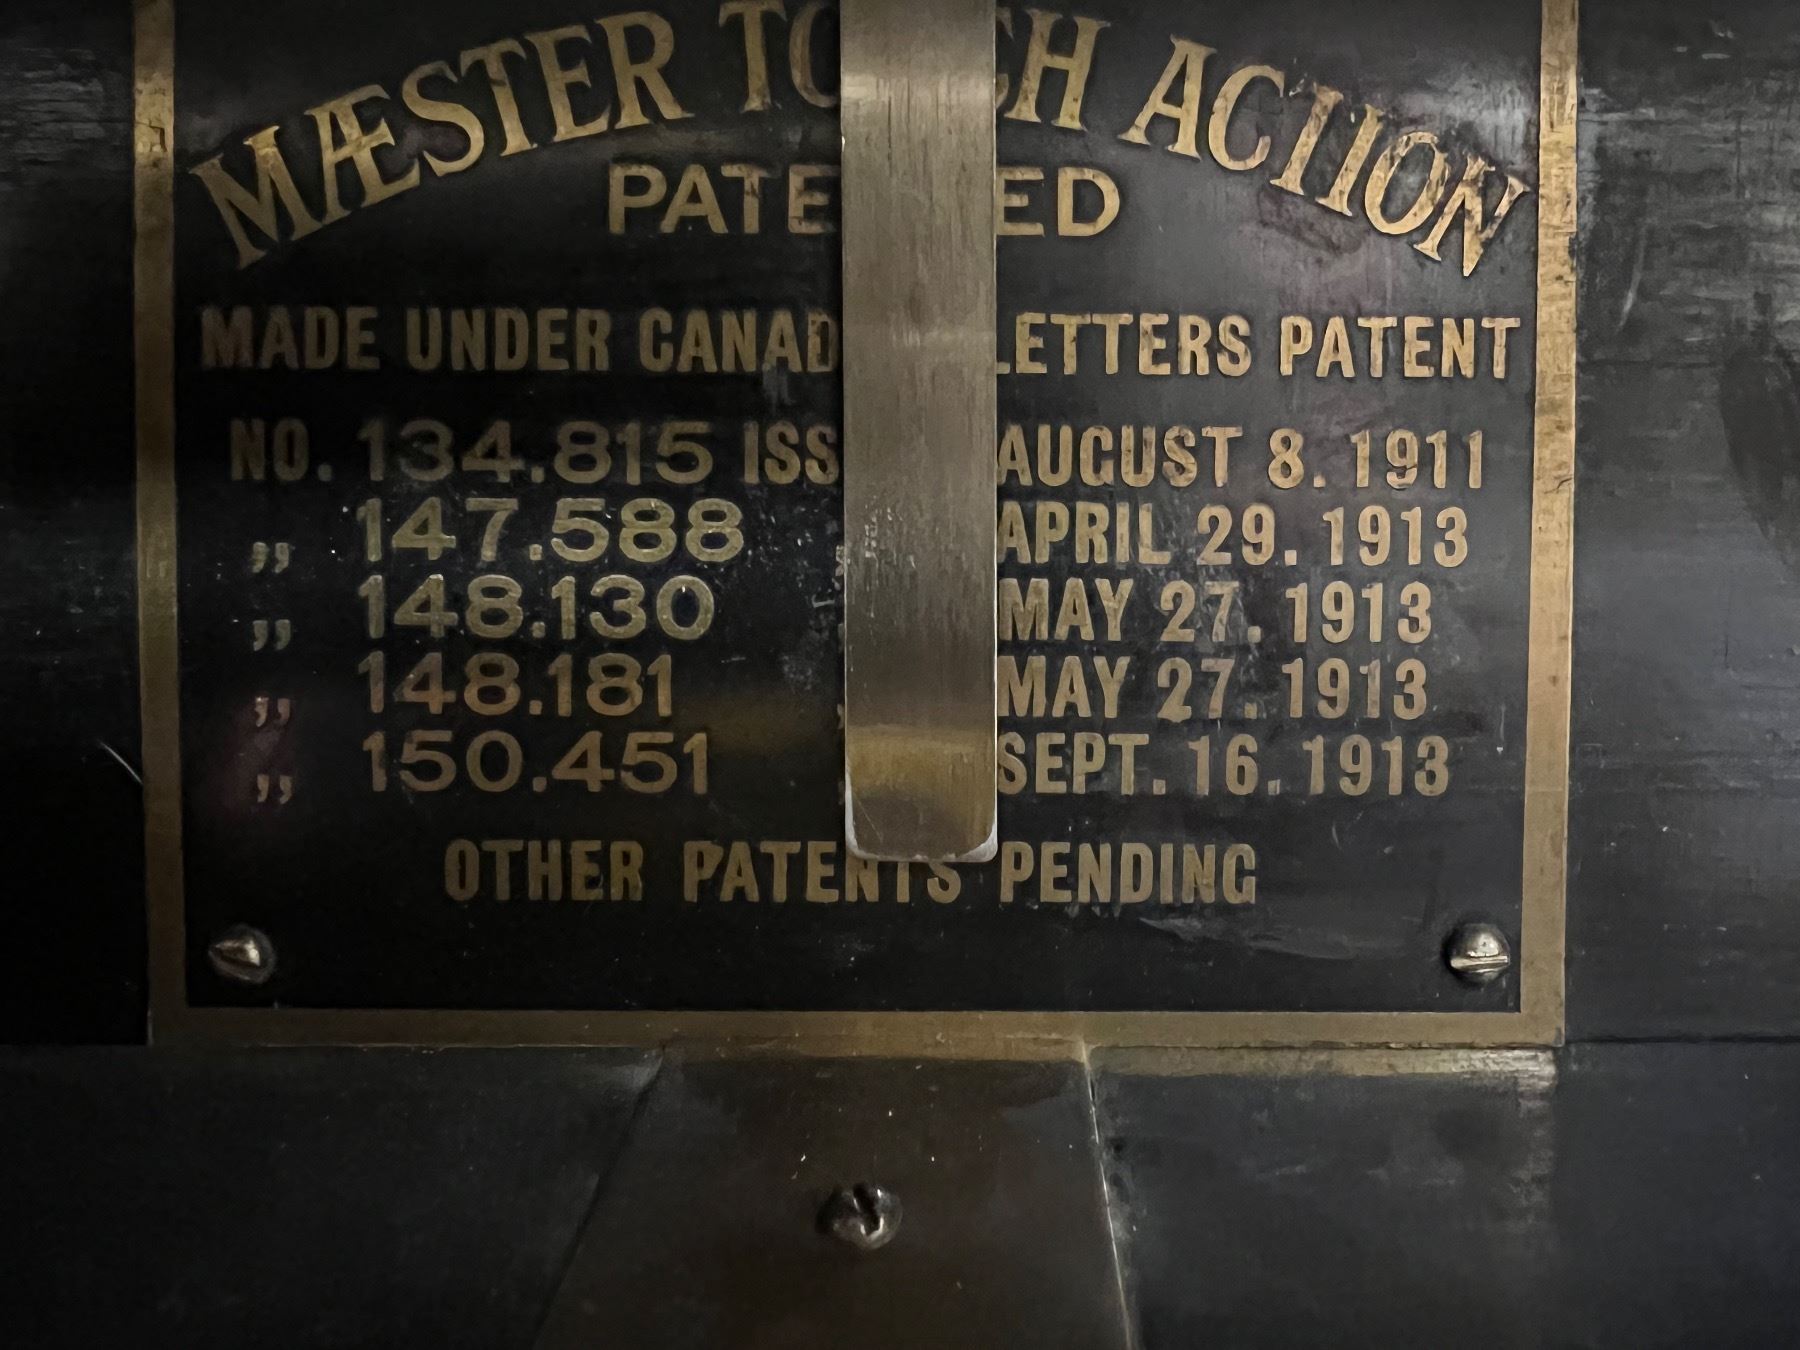 MÆSTER TO CH ACTION
PATE ED
MADE UNDER CANAD LETTERS PATENT
NO. 134.815 ISS AUGUST 8. 1911
„ 147.588 APRIL 29. 1913
„ 148.130 MAY 27. 1913
„ 148.181 MAY 27. 1913
„ 150.451 SEPT. 16. 1913
OTHER PATENTS PENDING